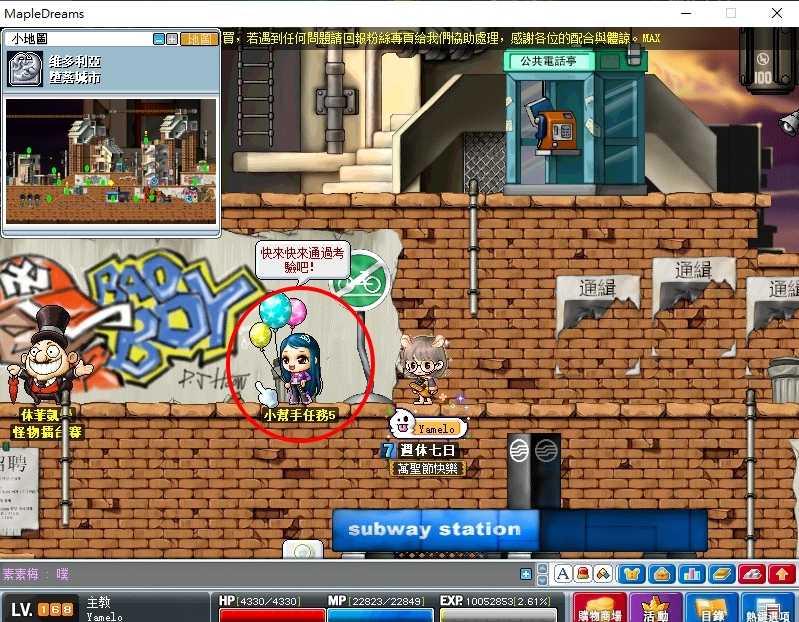 MapleDreams
小地圖
地圖
買，若遇到任何問題請回報粉絲專頁給我們協助處理，感謝各位的配合與體諒。MAX
維多利亞
墮落城市
公共電話亭
100
快來快來通過考
驗吧!
BAD
BOY
通緝
通緝
通緝
小幫手任務5
怪物擂台賽
Yamelo
7 週休七日
萬聖節快樂
招聘
subway station
素素梅 : 噗
A
LV. 168
主教
Yamelo
HP[4330/4330]
MP[22823/22849]
EXP 10052853[2.61%]
購物商場
活動
目錄
熱鍵選項